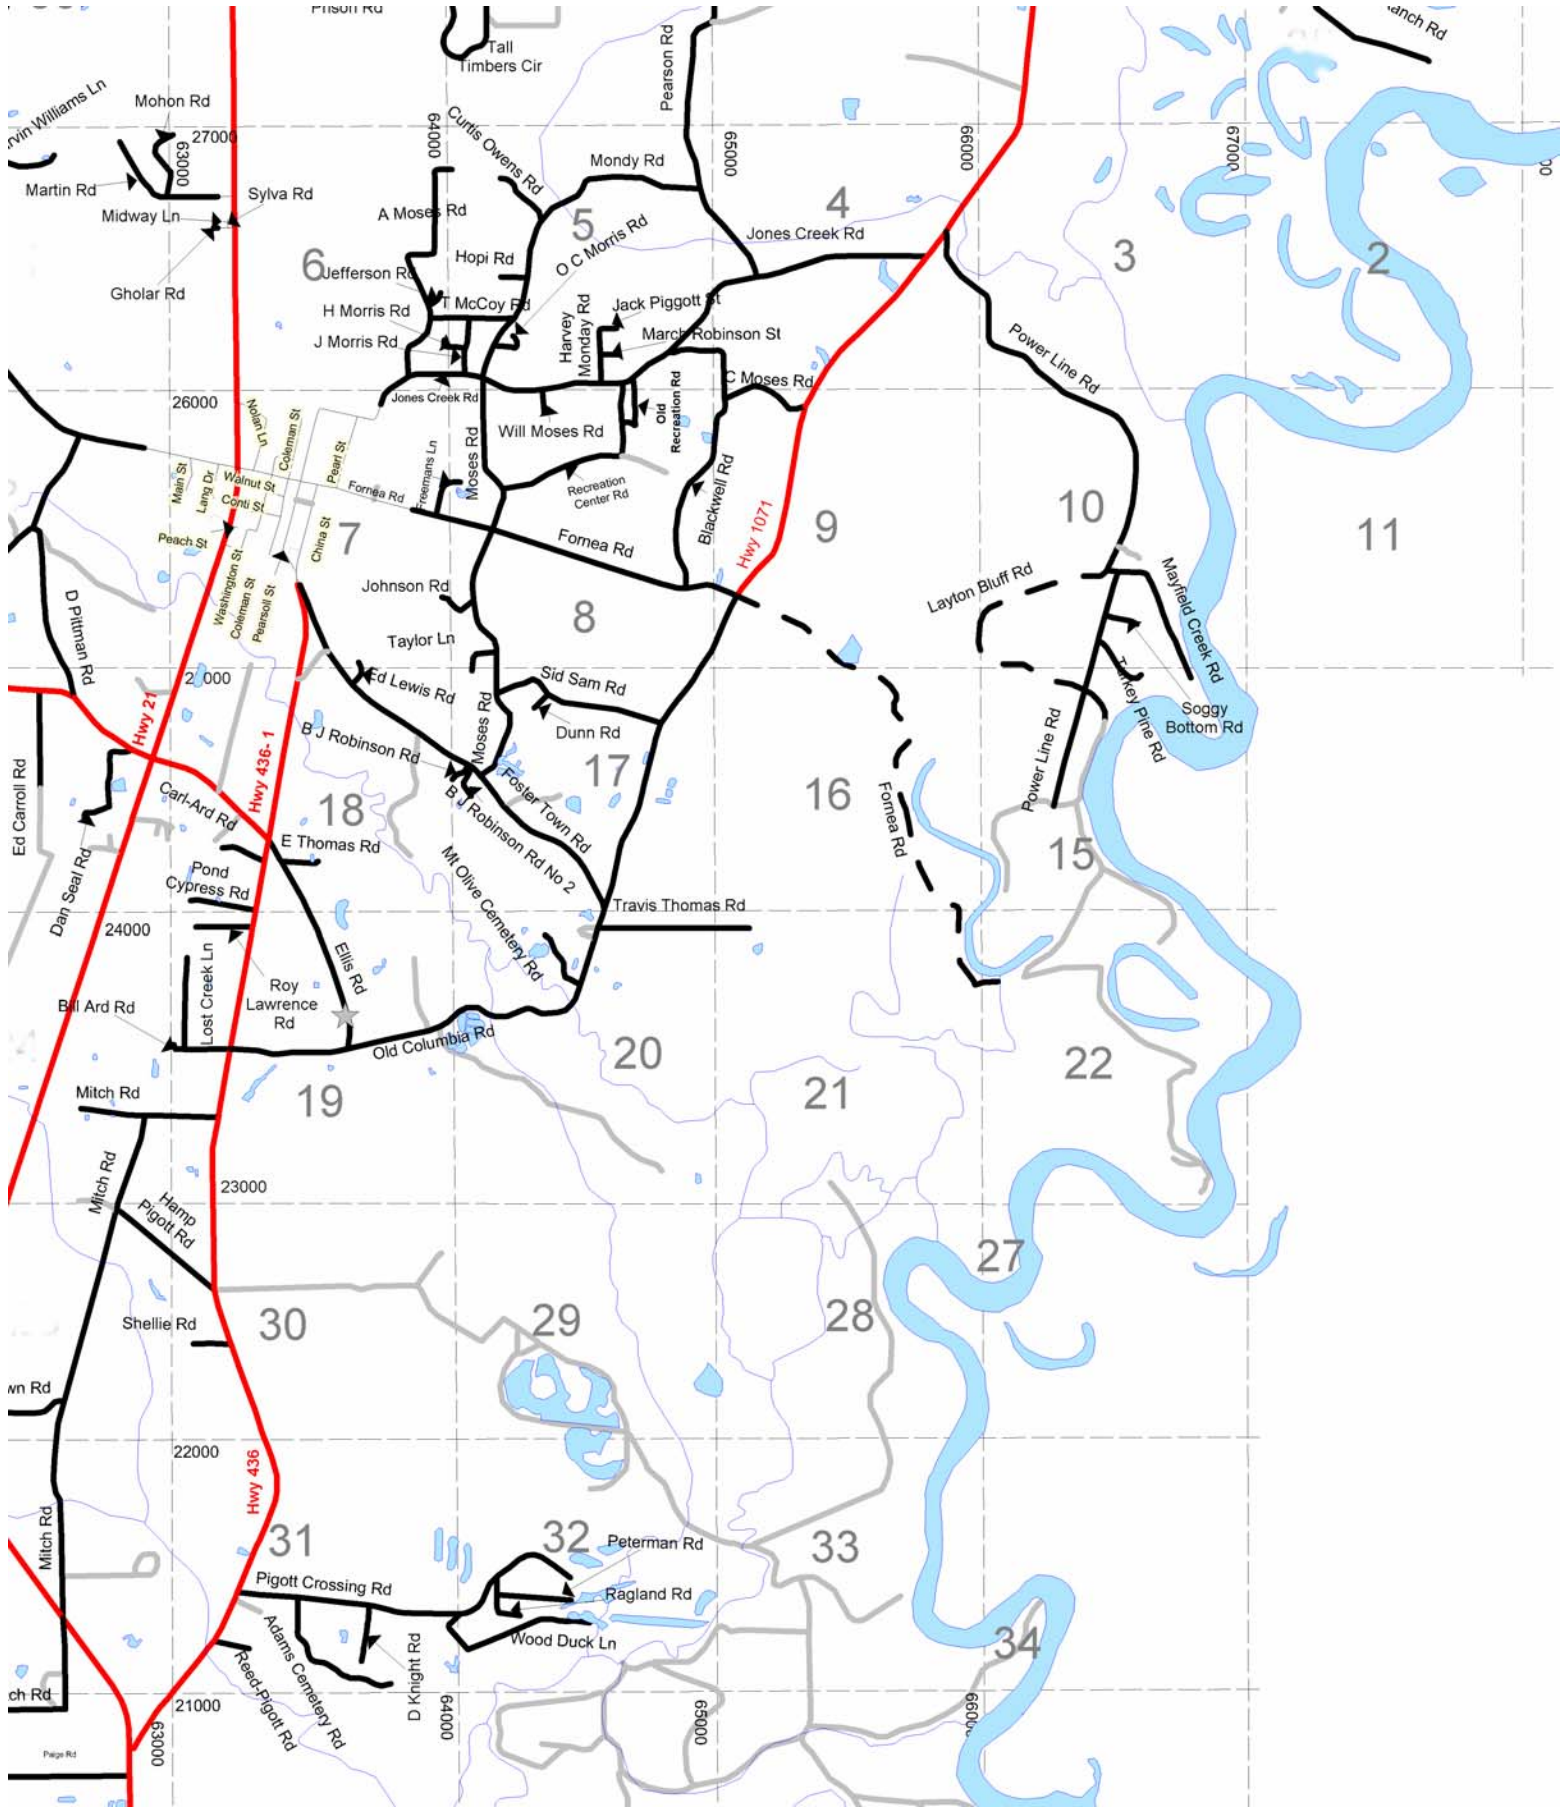 Prison Rd
Tall
Timbers Cir
Pearson Rd
anch Rd
rvin Williams Ln
Mohon Rd
27000
63000
64000
65000
66000
67000
Curtis Owens Rd
Mondy Rd
Martin Rd
Sylva Rd
Midway Ln
A Moses Rd
5
4
Jones Creek Rd
3
2
6
Hopi Rd
O C Morris Rd
Gholar Rd
Jefferson Rd
T McCoy Rd
H Morris Rd
J Morris Rd
Harvey
Monday Rd
Jack Piggott St
March Robinson St
Power Line Rd
C Moses Rd
26000
Jones Creek Rd
Old
Recreation Rd
Will Moses Rd
Nolan Ln
Coleman St
Pearl St
Main St
Lang Dr
Walnut St
Conti St
Fornea Rd
Freemans Ln
Moses Rd
Recreation
Center Rd
Blackwell Rd
Hwy 1071
9
10
11
Peach St
Washington St
Coleman St
Pearsoll St
China St
7
Fornea Rd
Johnson Rd
8
Layton Bluff Rd
Mayfield Creek Rd
D Pittman Rd
Taylor Ln
Ed Lewis Rd
Sid Sam Rd
Turkey Pine Rd
Soggy
Bottom Rd
Hwy 21
B J Robinson Rd
Moses Rd
Dunn Rd
17
16
Power Line Rd
Ed Carroll Rd
Hwy 436-1
Carl-Ard Rd
18
Foster Town Rd
B J Robinson Rd No 2
Fornea Rd
15
E Thomas Rd
Dan Seal Rd
Pond
Cypress Rd
Mt Olive Cemetery Rd
Travis Thomas Rd
24000
Lost Creek Ln
Roy
Lawrence
Rd
Ellis Rd
Bill Ard Rd
Old Columbia Rd
20
22
Mitch Rd
19
21
Mitch Rd
23000
Hamp
Pigott Rd
27
Shellie Rd
30
29
28
wn Rd
22000
Hwy 436
Mitch Rd
31
32
33
Peterman Rd
Pigott Crossing Rd
Ragland Rd
Wood Duck Ln
34
Adams Cemetery Rd
Reed-Pigott Rd
D Knight Rd
ch Rd
21000
63000
64000
65000
Paige Rd